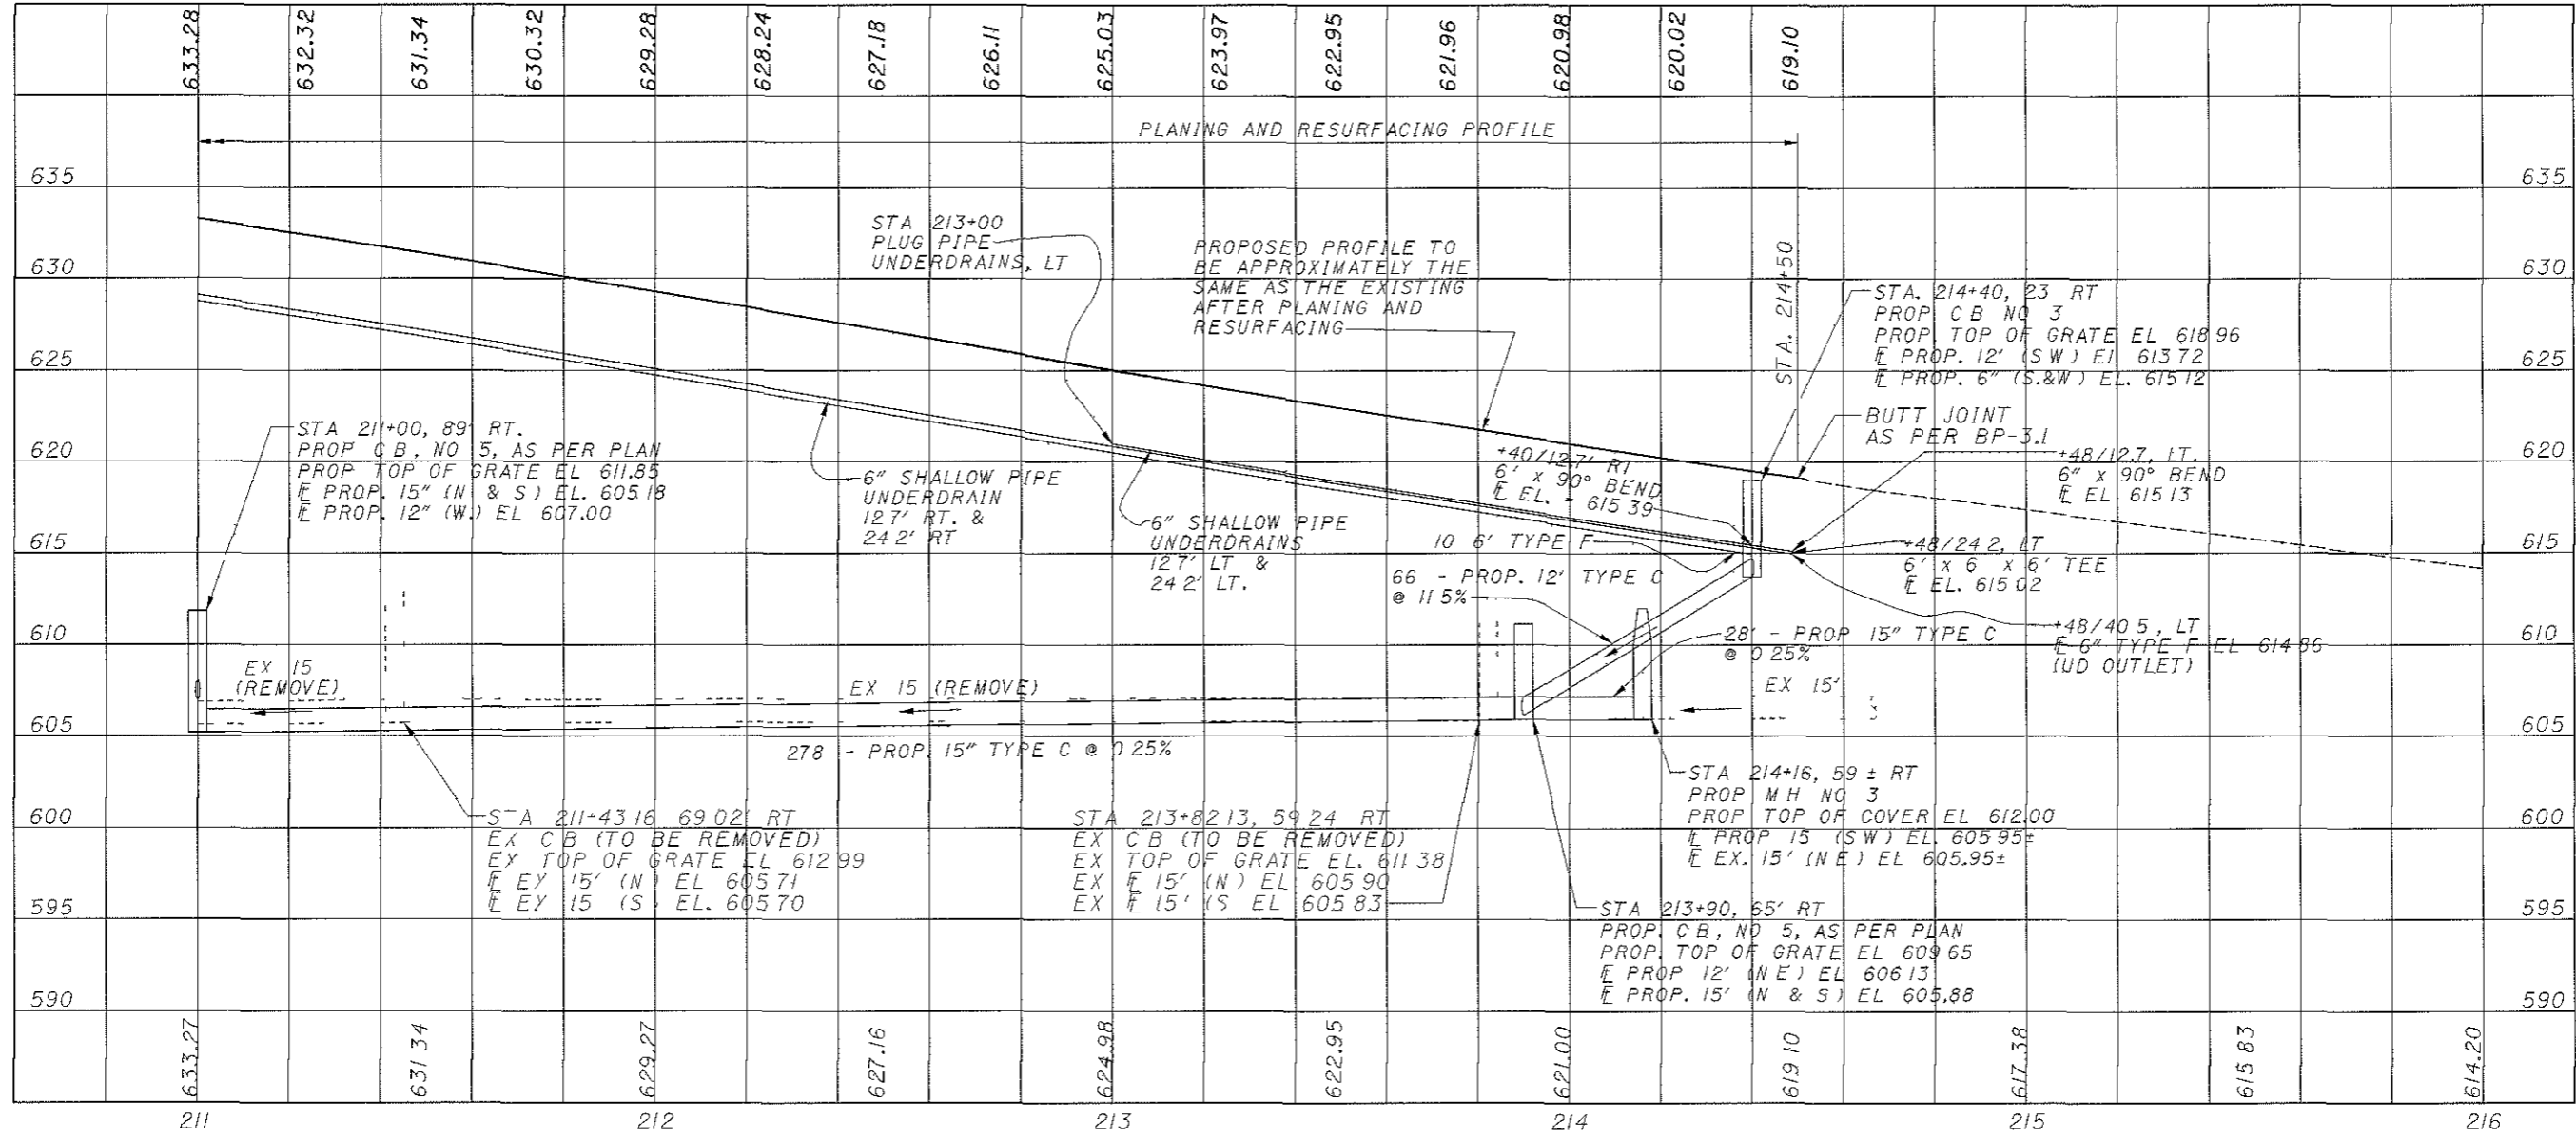 633.28 632.32 631.34 630.32 629.28 628.24 627.18 626.11 625.03 623.97 622.95 621.96 620.98 620.02 619.10
PLANING AND RESURFACING PROFILE
635 635
630 630
625 625
620 620
615 615
610 610
605 605
600 600
595 595
590 590
STA 213+00
PLUG PIPE
UNDERDRAINS, LT
PROPOSED PROFILE TO
BE APPROXIMATELY THE
SAME AS THE EXISTING
AFTER PLANING AND
RESURFACING
STA. 214+50
STA. 214+40, 23 RT
PROP CB NO 3
PROP. TOP OF GRATE EL 618 96
℄ PROP. 12' (SW) EL 613 72
℄ PROP. 6" (S.&W) EL. 615 12
BUTT JOINT
AS PER BP-3.1
STA 211+00, 89' RT.
PROP CB, NO 5, AS PER PLAN
PROP TOP OF GRATE EL 611.85
℄ PROP. 15" (N & S) EL. 605 18
℄ PROP. 12" (W.) EL 607.00
6" SHALLOW PIPE
UNDERDRAIN
12 7' RT. &
24 2' RT
6" SHALLOW PIPE
UNDERDRAINS
12 7' LT &
24 2' LT.
+40/12.7' RT
6' x 90° BEND
℄ EL. = 615 39
+48/12.7, LT.
6" x 90° BEND
℄ EL 615 13
10 6' TYPE F
+48/24 2, LT
6' x 6 x 6' TEE
℄ EL. 615 02
66 - PROP. 12' TYPE C
@ 11 5%
28' - PROP 15" TYPE C
@ 0 25%
+48/40 5, LT
℄ 6" TYPE F EL 614 86
(UD OUTLET)
EX 15
(REMOVE)
EX 15 (REMOVE)
EX 15'
278 - PROP. 15" TYPE C @ 0 25%
STA 211+43 16 69 02 RT
EX CB (TO BE REMOVED)
EX TOP OF GRATE EL 612 99
℄ EX 15' (N) EL 605 71
℄ EX 15 (S EL. 605 70
STA 213+82 13, 59 24 RT
EX CB (TO BE REMOVED)
EX TOP OF GRATE EL. 611 38
EX ℄ 15' (N) EL 605 90
EX ℄ 15' (S EL 605 83
STA 214+16, 59 ± RT
PROP MH NO 3
PROP TOP OF COVER EL 612.00
℄ PROP 15 (SW) EL. 605 95±
℄ EX. 15' (NE) EL 605.95±
STA 213+90, 65' RT
PROP. CB, NO 5, AS PER PLAN
PROP. TOP OF GRATE EL 609 65
℄ PROP 12' (NE) EL 606 13
℄ PROP. 15' (N & S) EL 605.88
633.27 631 34 629.27 627.16 624.98 622.95 621.00 619 10 617.38 615 83 614.20
211 212 213 214 215 216